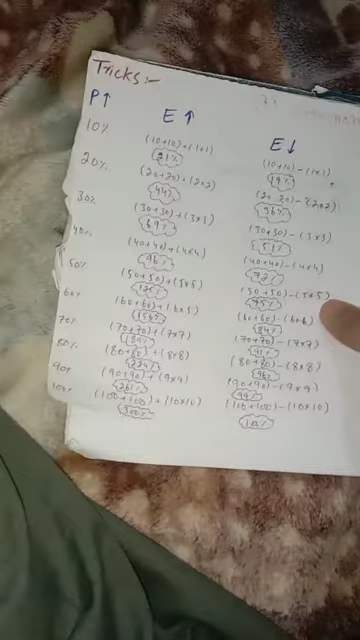 Tricks:-
P↑ E↑ E↓
10% (10+10)+(1×1) (10+10)-(1×1)
21% 19%
20% (20+20)+(2×2) (20+20)-(2×2)
44% 36%
30% (30+30)+(3×3) (30+30)-(3×3)
69% 51%
40% (40+40)+(4×4) (40+40)-(4×4)
96% 
50% (50+50)+(5×5) (50+50)-(5×5)
125% 75%
60% (60+60)+(6×6) (60+60)-(6×6)
156% 84%
70% (70+70)+(7×7) (70+70)-(7×7)
189% 91%
80% (80+80)+(8×8) (80+80)-(8×8)
224% 96%
90% (90+90)+(9×9) (90+90)-(9×9)
261% 99%
100% (100+100)+(10×10) (100+100)-(10×10)
300% 100%